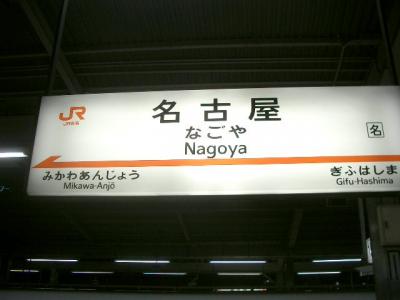 JR
JR東海
名古屋
なごや
Nagoya
名
みかわあんじょう
Mikawa-Anjō
ぎふはしま
Gifu-Hashima